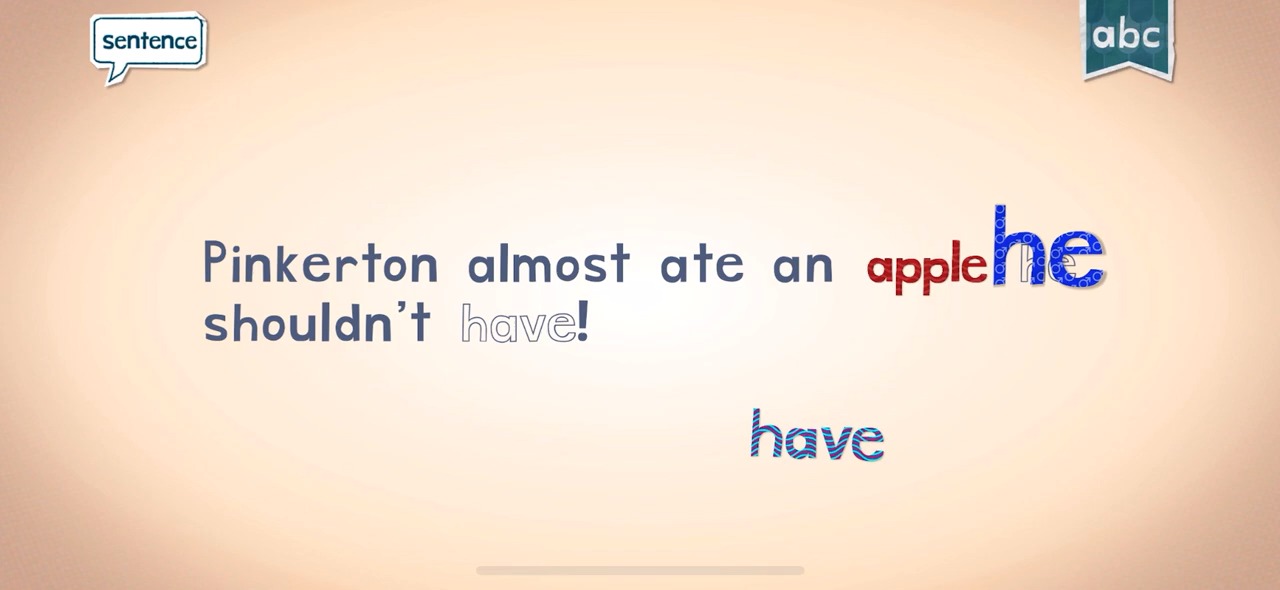 sentence
abc
Pinkerton almost ate an apple he
shouldn't have!
have